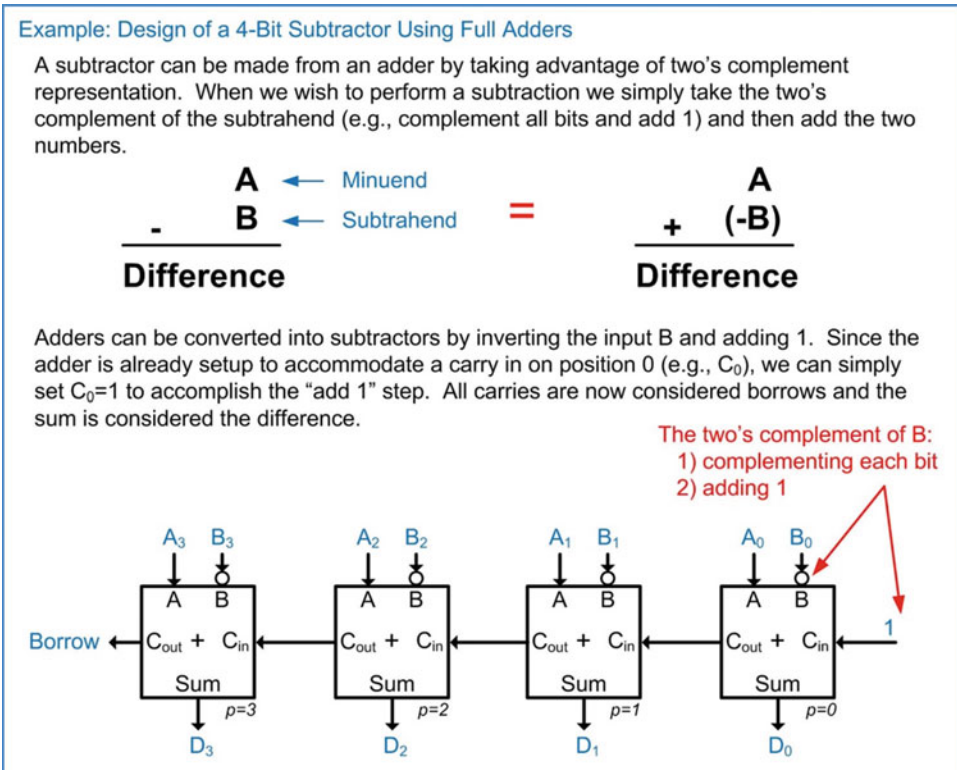 Example: Design of a 4-Bit Subtractor Using Full Adders
A subtractor can be made from an adder by taking advantage of two's complement
representation. When we wish to perform a subtraction we simply take the two's
complement of the subtrahend (e.g., complement all bits and add 1) and then add the two
numbers.
A Minuend = A
- B Subtrahend + (-B)
Difference Difference
Adders can be converted into subtractors by inverting the input B and adding 1. Since the
adder is already setup to accommodate a carry in on position 0 (e.g., C₀), we can simply
set C₀=1 to accomplish the “add 1” step. All carries are now considered borrows and the
sum is considered the difference.
The two's complement of B:
1) complementing each bit
2) adding 1
A₃ B₃ A₂ B₂ A₁ B₁ A₀ B₀
A B A B A B A B
Borrow Cout + Cin Cout + Cin Cout + Cin Cout + Cin 1
Sum Sum Sum Sum
p=3 p=2 p=1 p=0
D₃ D₂ D₁ D₀